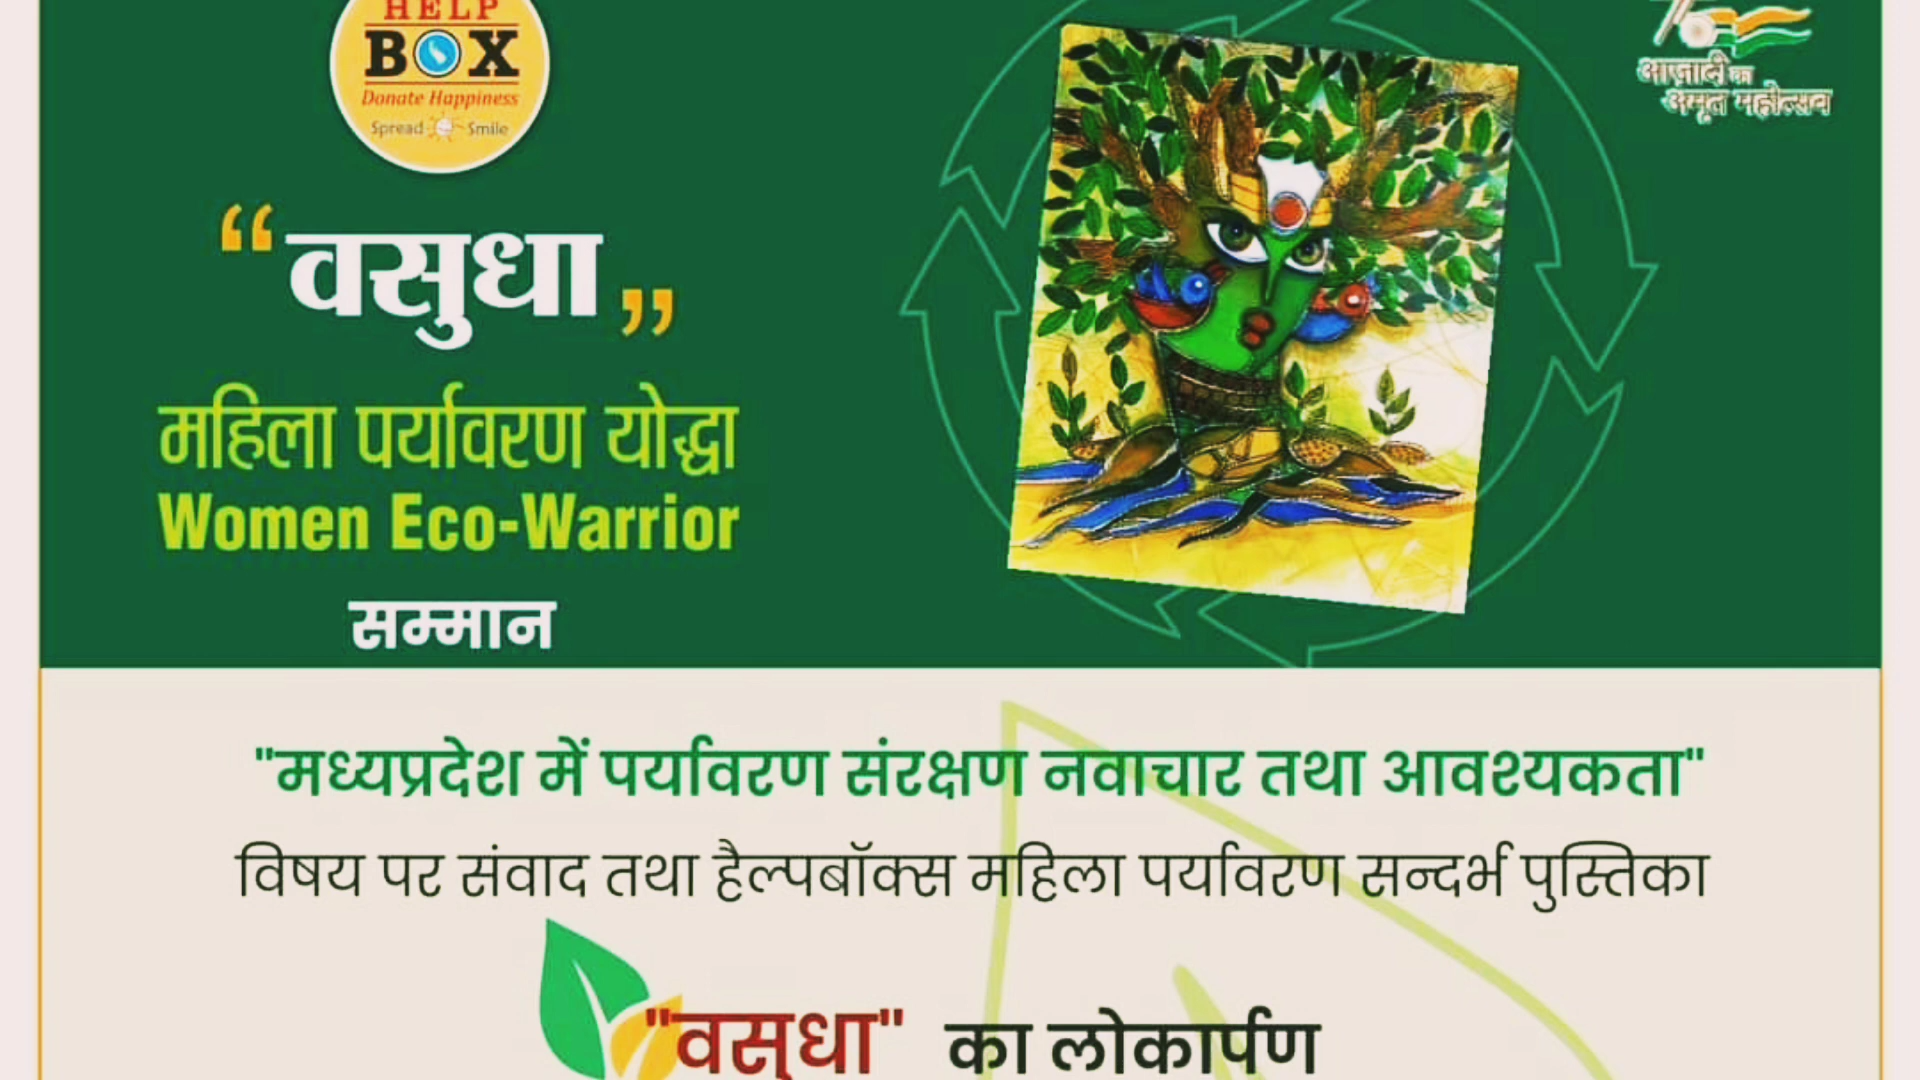 HELP
BOX
Donate Happiness
Spread Smile
आज़ादी का
अमृत महोत्सव
“वसुधा”
महिला पर्यावरण योद्धा
Women Eco-Warrior
सम्मान
"मध्यप्रदेश में पर्यावरण संरक्षण नवाचार तथा आवश्यकता"
विषय पर संवाद तथा हैल्पबॉक्स महिला पर्यावरण सन्दर्भ पुस्तिका
"वसुधा" का लोकार्पण